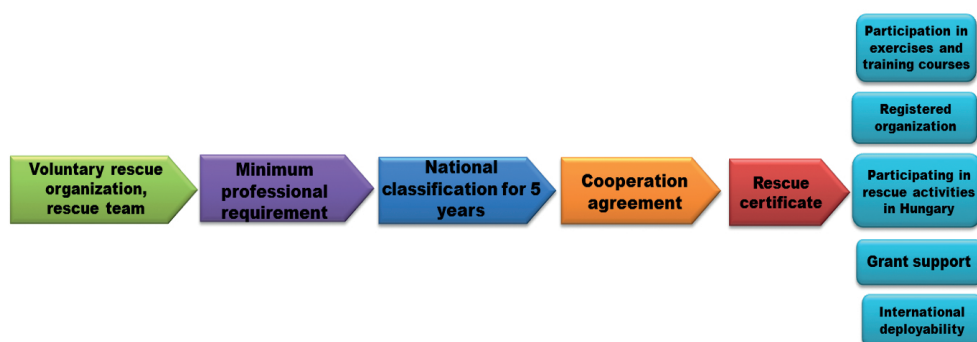 Voluntary rescue
organization,
rescue team
Minimum
professional
requirement
National
classification for 5
years
Cooperation
agreement
Rescue
certificate
Participation in
exercises and
training courses
Registered
organization
Participating in
rescue activities
in Hungary
Grant support
International
deployability